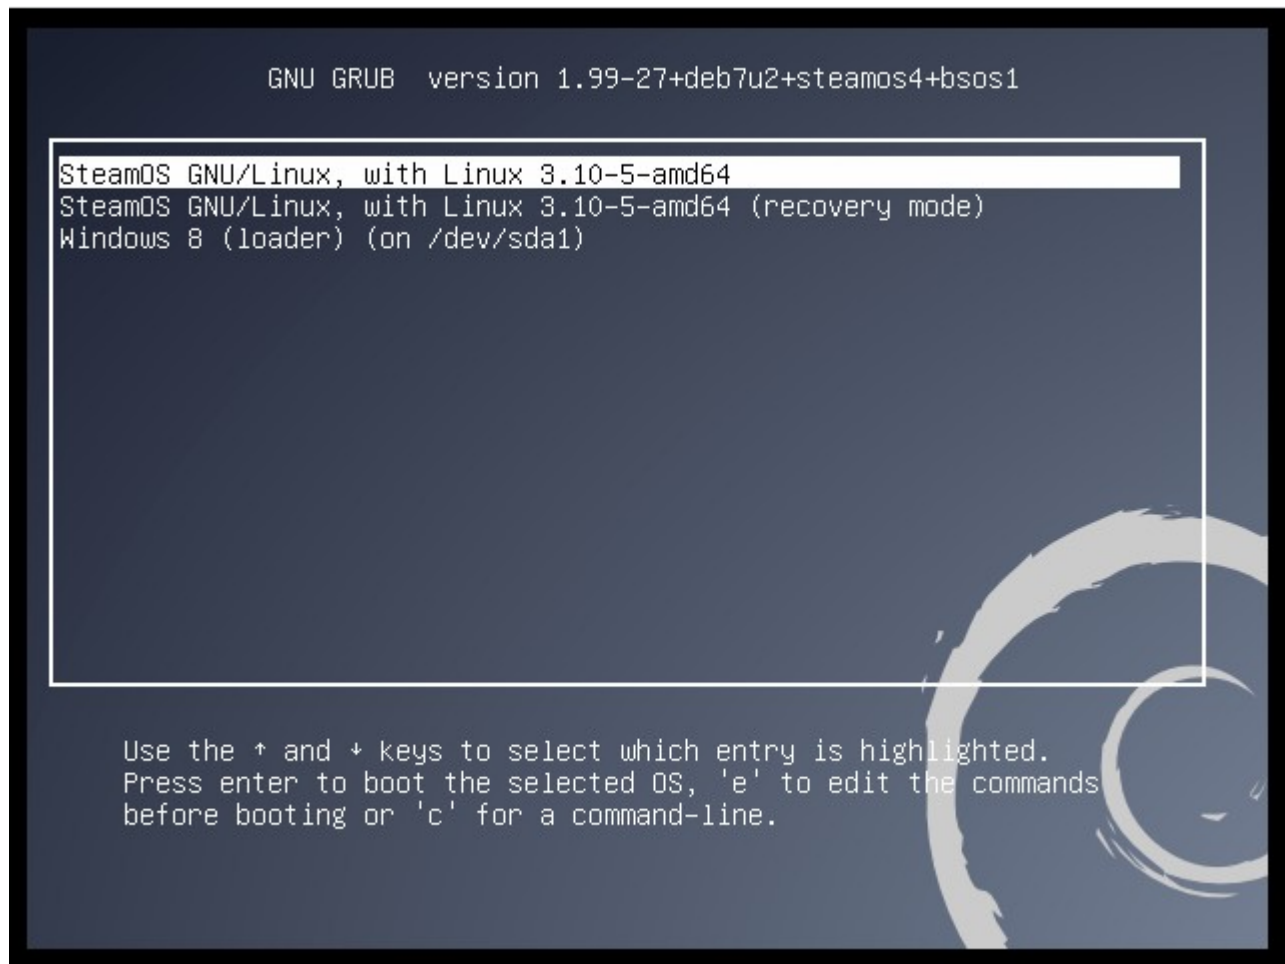 GNU GRUB  version 1.99-27+deb7u2+steamos4+bsos1
SteamOS GNU/Linux, with Linux 3.10-5-amd64
SteamOS GNU/Linux, with Linux 3.10-5-amd64 (recovery mode)
Windows 8 (loader) (on /dev/sda1)
Use the ↑ and ↓ keys to select which entry is highlighted.
Press enter to boot the selected OS, 'e' to edit the commands
before booting or 'c' for a command-line.